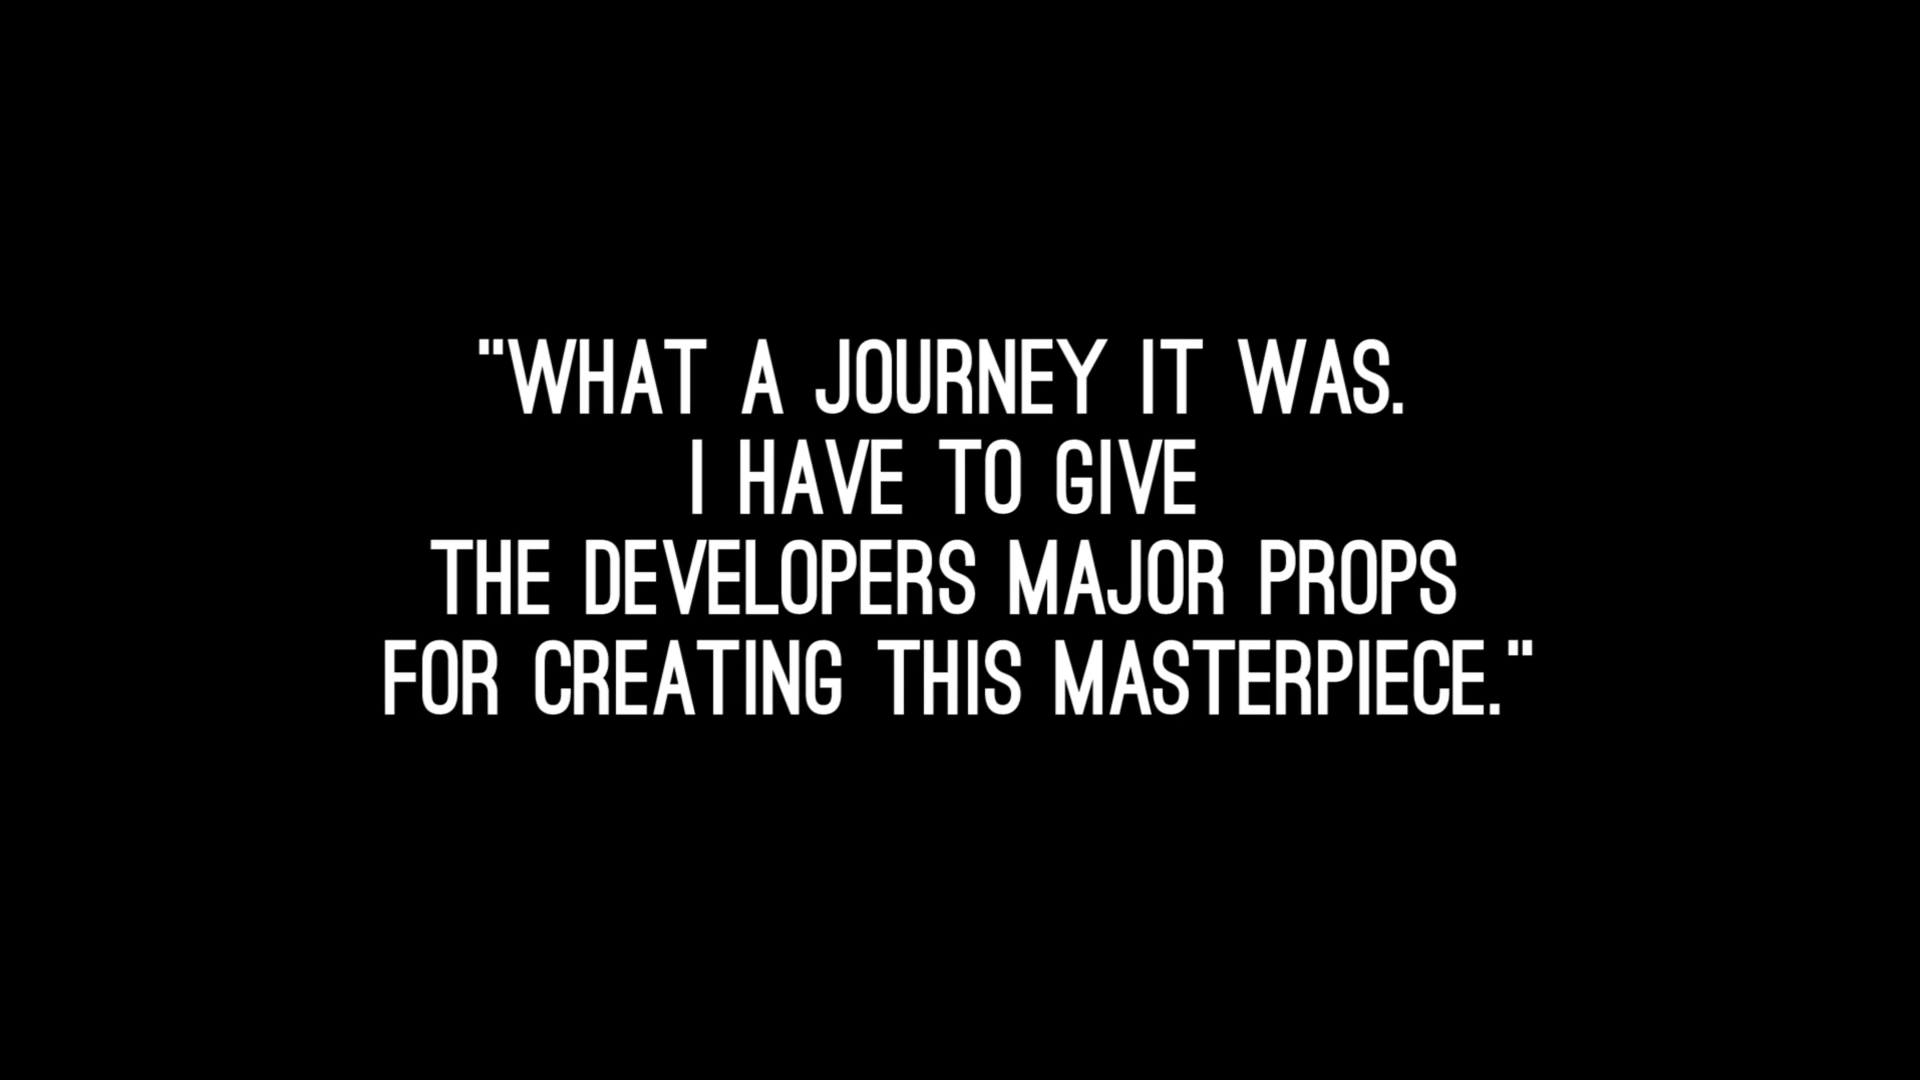 "WHAT A JOURNEY IT WAS.
I HAVE TO GIVE
THE DEVELOPERS MAJOR PROPS
FOR CREATING THIS MASTERPIECE."